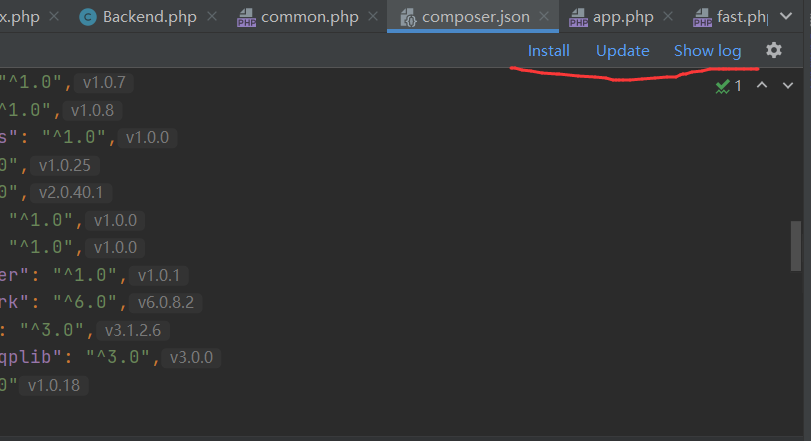 x.php Backend.php common.php composer.json app.php fast.ph
Install Update Show log
"^1.0", v1.0.7
^1.0", v1.0.8
1
s": "^1.0", v1.0.0
0", v1.0.25
0", v2.0.40.1
"^1.0", v1.0.0
"^1.0", v1.0.0
er": "^1.0", v1.0.1
rk": "^6.0", v6.0.8.2
: "^3.0", v3.1.2.6
qplib": "^3.0", v3.0.0
0" v1.0.18